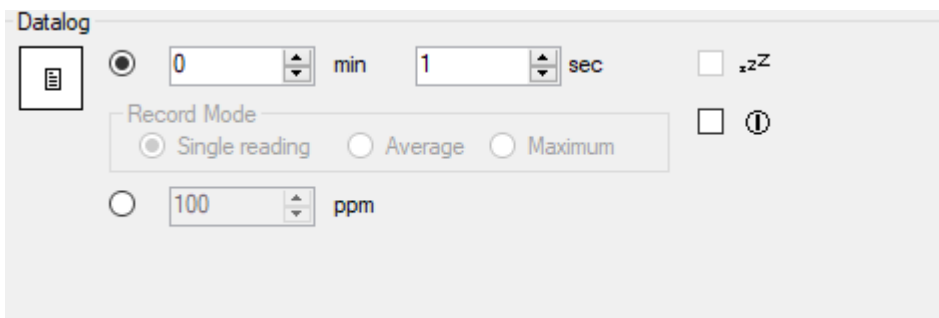 Datalog
0 min 1 sec zzZ
Record Mode
Single reading Average Maximum
100 ppm